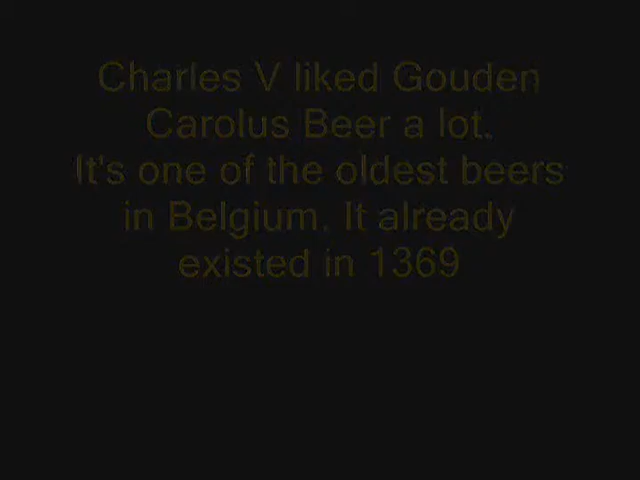 Charles V liked Gouden
Carolus Beer a lot.
It's one of the oldest beers
in Belgium. It already
existed in 1369